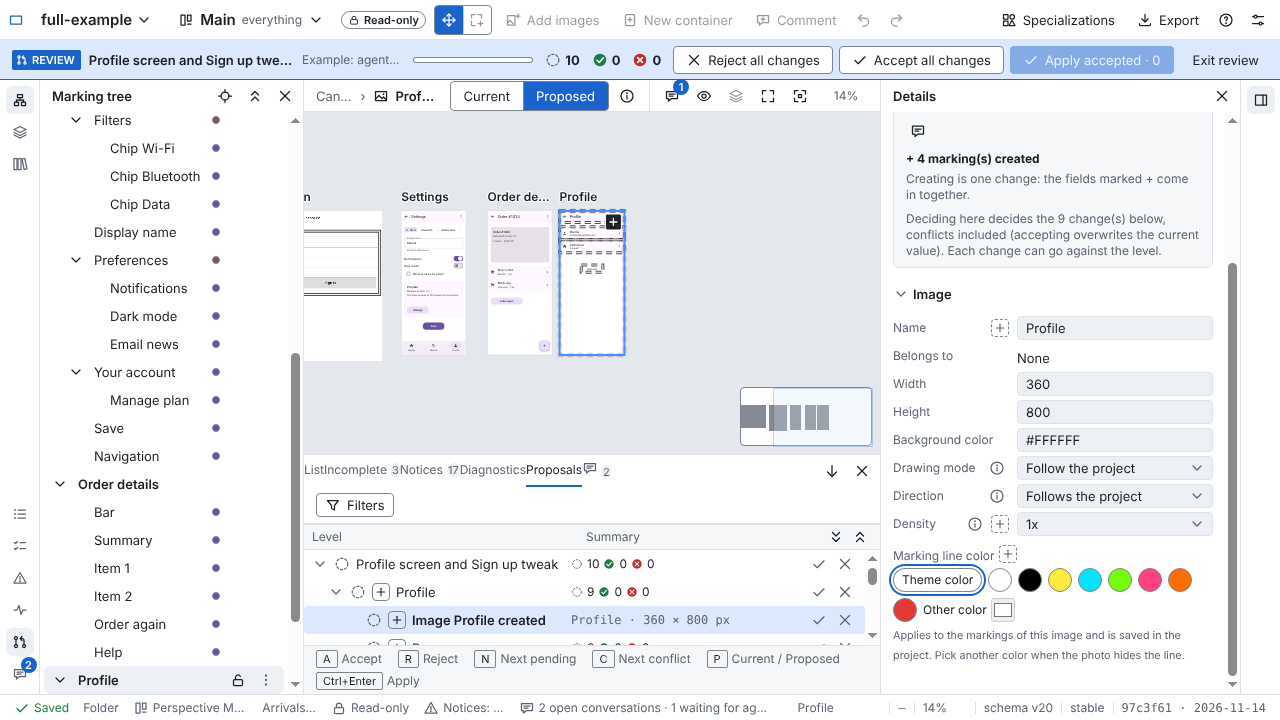 full-example
Main everything
Read-only
Add images
New container
Comment
Specializations
Export
REVIEW
Profile screen and Sign up twe...
Example: agent...
10
0
0
Reject all changes
Accept all changes
Apply accepted · 0
Exit review
Marking tree
Filters
Chip Wi-Fi
Chip Bluetooth
Chip Data
Display name
Preferences
Notifications
Dark mode
Email news
Your account
Manage plan
Save
Navigation
Order details
Bar
Summary
Item 1
Item 2
Order again
Help
Profile
2
Can... › Prof...
Current
Proposed
1
14%
n
Settings
Order de...
Profile
List
Incomplete 3
Notices 17
Diagnostics
Proposals
2
Filters
Level
Summary
Profile screen and Sign up tweak
10 0 0
Profile
9 0 0
Image Profile created
Profile · 360 × 800 px
A Accept
R Reject
N Next pending
C Next conflict
P Current / Proposed
Ctrl+Enter Apply
Details
+ 4 marking(s) created
Creating is one change: the fields marked + come
in together.
Deciding here decides the 9 change(s) below,
conflicts included (accepting overwrites the current
value). Each change can go against the level.
Image
Name Profile
Belongs to None
Width 360
Height 800
Background color #FFFFFF
Drawing mode Follow the project
Direction Follows the project
Density 1x
Marking line color
Theme color
Other color
Applies to the markings of this image and is saved in the
project. Pick another color when the photo hides the line.
Saved
Folder
Perspective M...
Arrivals...
Read-only
Notices: ...
2 open conversations · 1 waiting for ag...
Profile
–
14%
schema v20
stable
97c3f61 · 2026-11-14